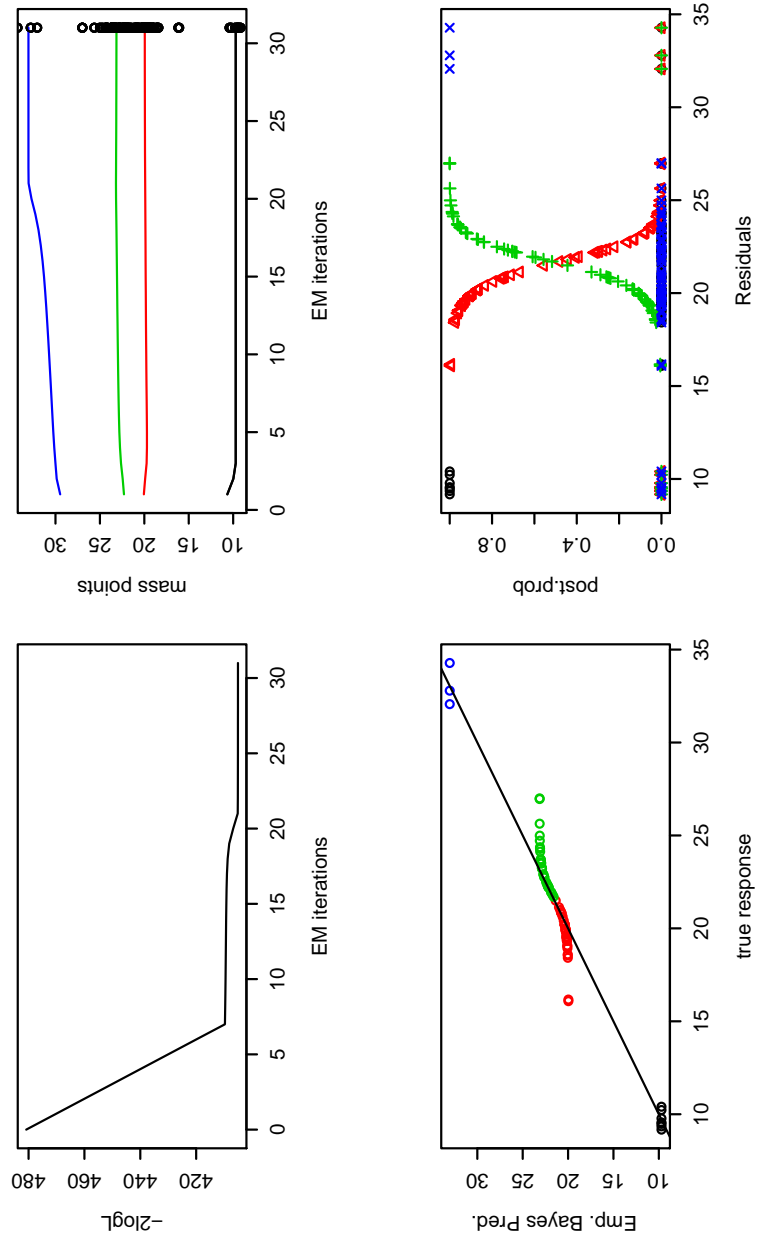 −2logL
480
460
440
420
0 5 10 15 20 25 30
EM iterations
mass points
30
25
20
15
10
0 5 10 15 20 25 30
EM iterations
Emp. Bayes Pred.
30
25
20
15
10
10 15 20 25 30 35
true response
post.prob
0.8
0.4
0.0
10 15 20 25 30 35
Residuals